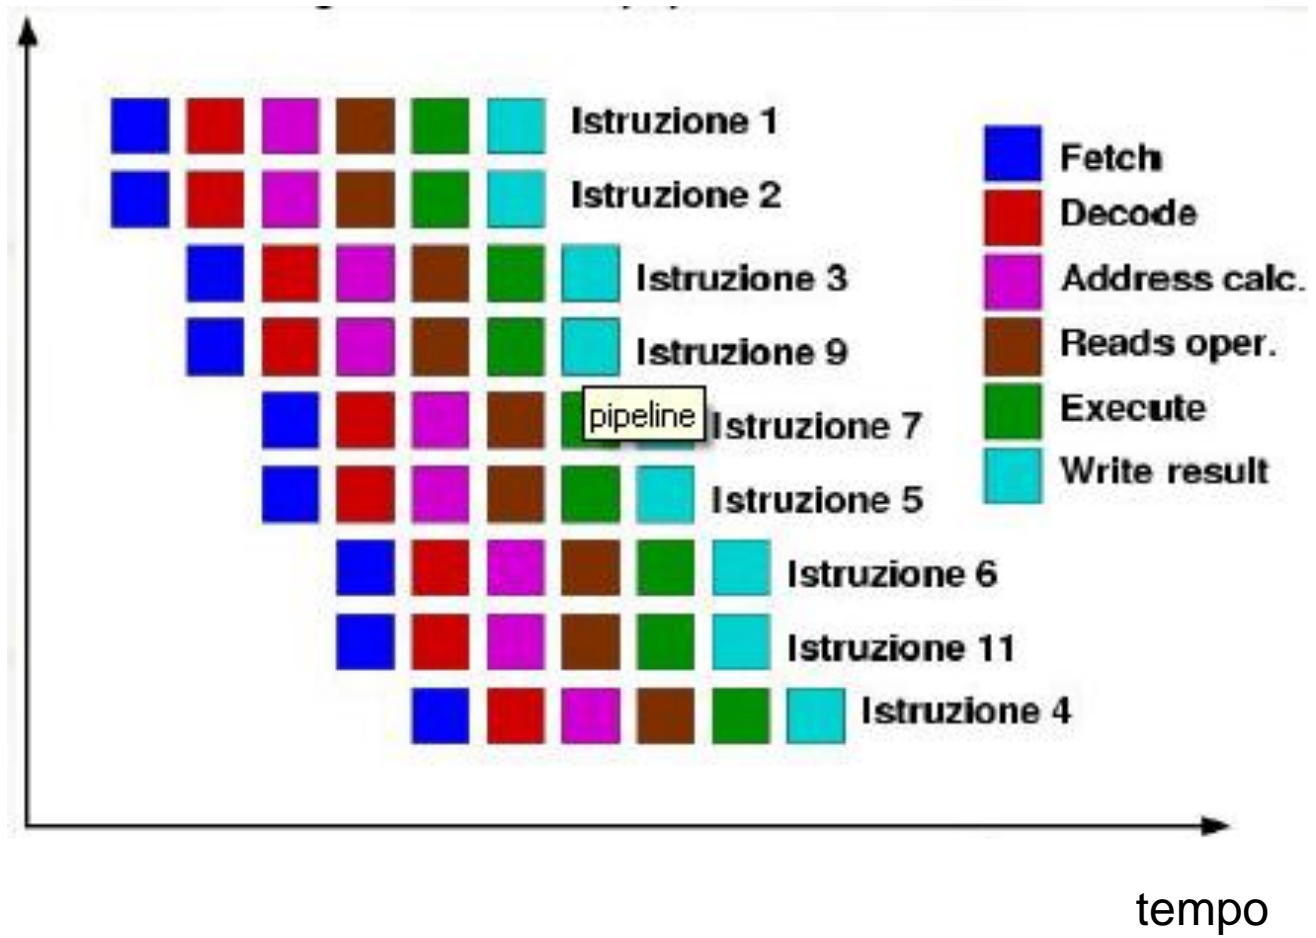 Istruzione 1
Istruzione 2
Istruzione 3
Istruzione 9
pipeline
Istruzione 7
Istruzione 5
Istruzione 6
Istruzione 11
Istruzione 4
Fetch
Decode
Address calc.
Reads oper.
Execute
Write result
tempo